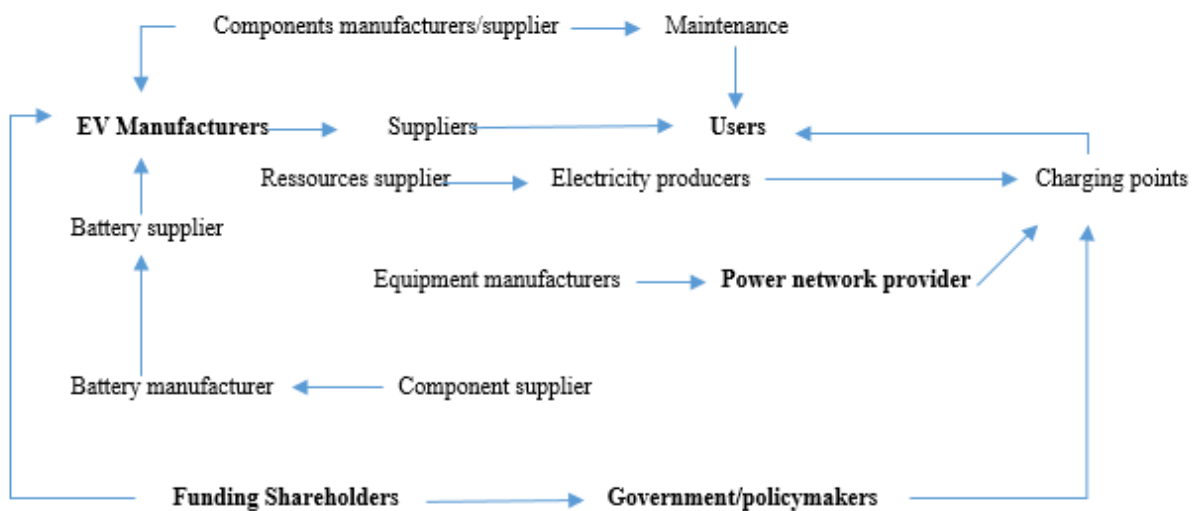 Components manufacturers/supplier Maintenance
EV Manufacturers Suppliers Users
Ressources supplier Electricity producers Charging points
Battery supplier
Equipment manufacturers Power network provider
Battery manufacturer Component supplier
Funding Shareholders Government/policymakers